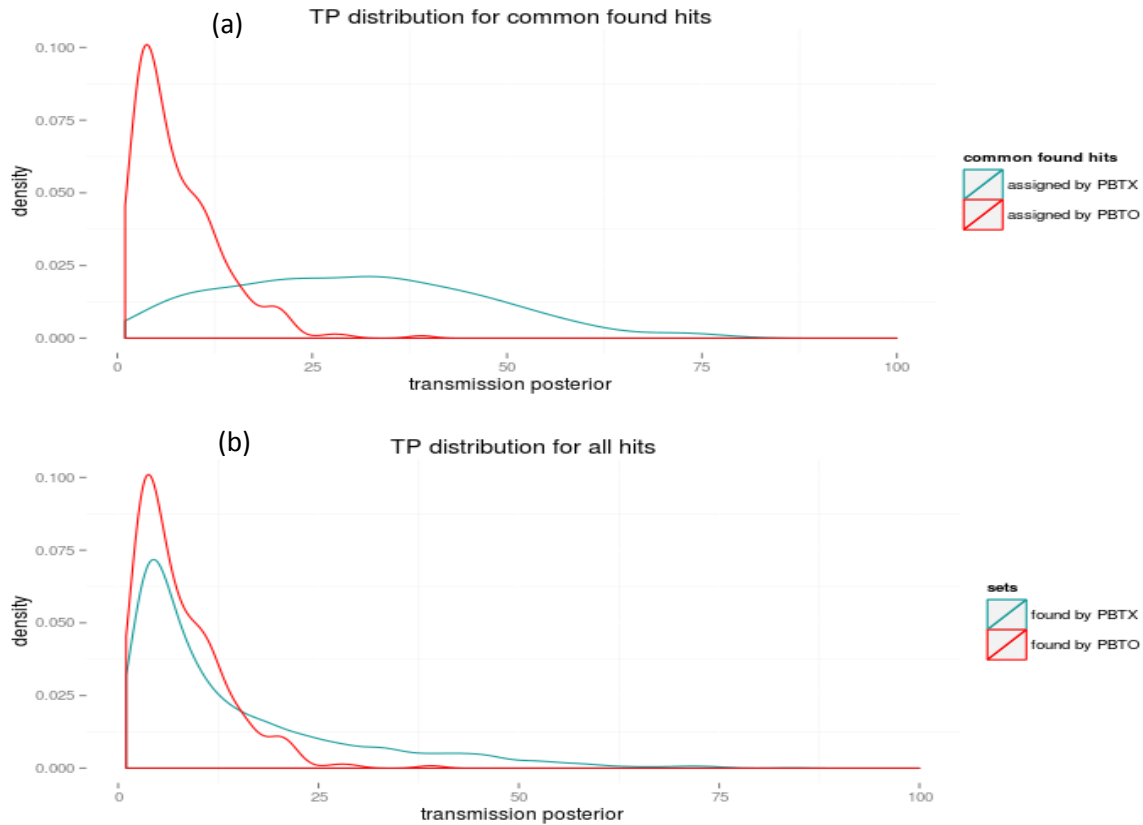 (a)
TP distribution for common found hits
0.100
0.075
0.050
0.025
0.000
density
0 25 50 75 100
transmission posterior
common found hits
assigned by PBTX
assigned by PBTO
(b)
TP distribution for all hits
0.100
0.075
0.050
0.025
0.000
density
0 25 50 75 100
transmission posterior
sets
found by PBTX
found by PBTO